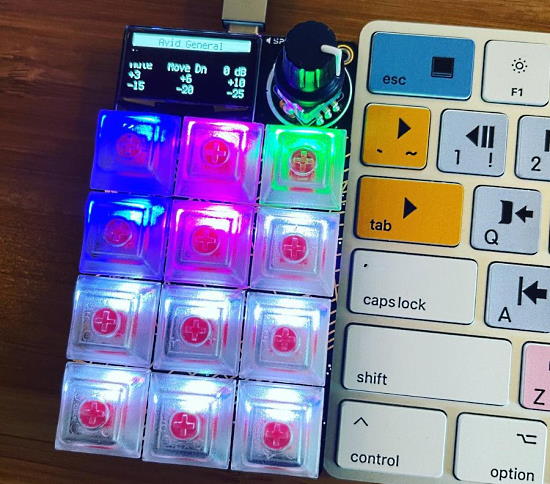 Avid General
Mute Move Dn 0 dB
+3 +6 +10
-15 -20 -25
esc
F1
` ~
1 !
2
tab
Q
caps lock
A
shift
Z
control
option